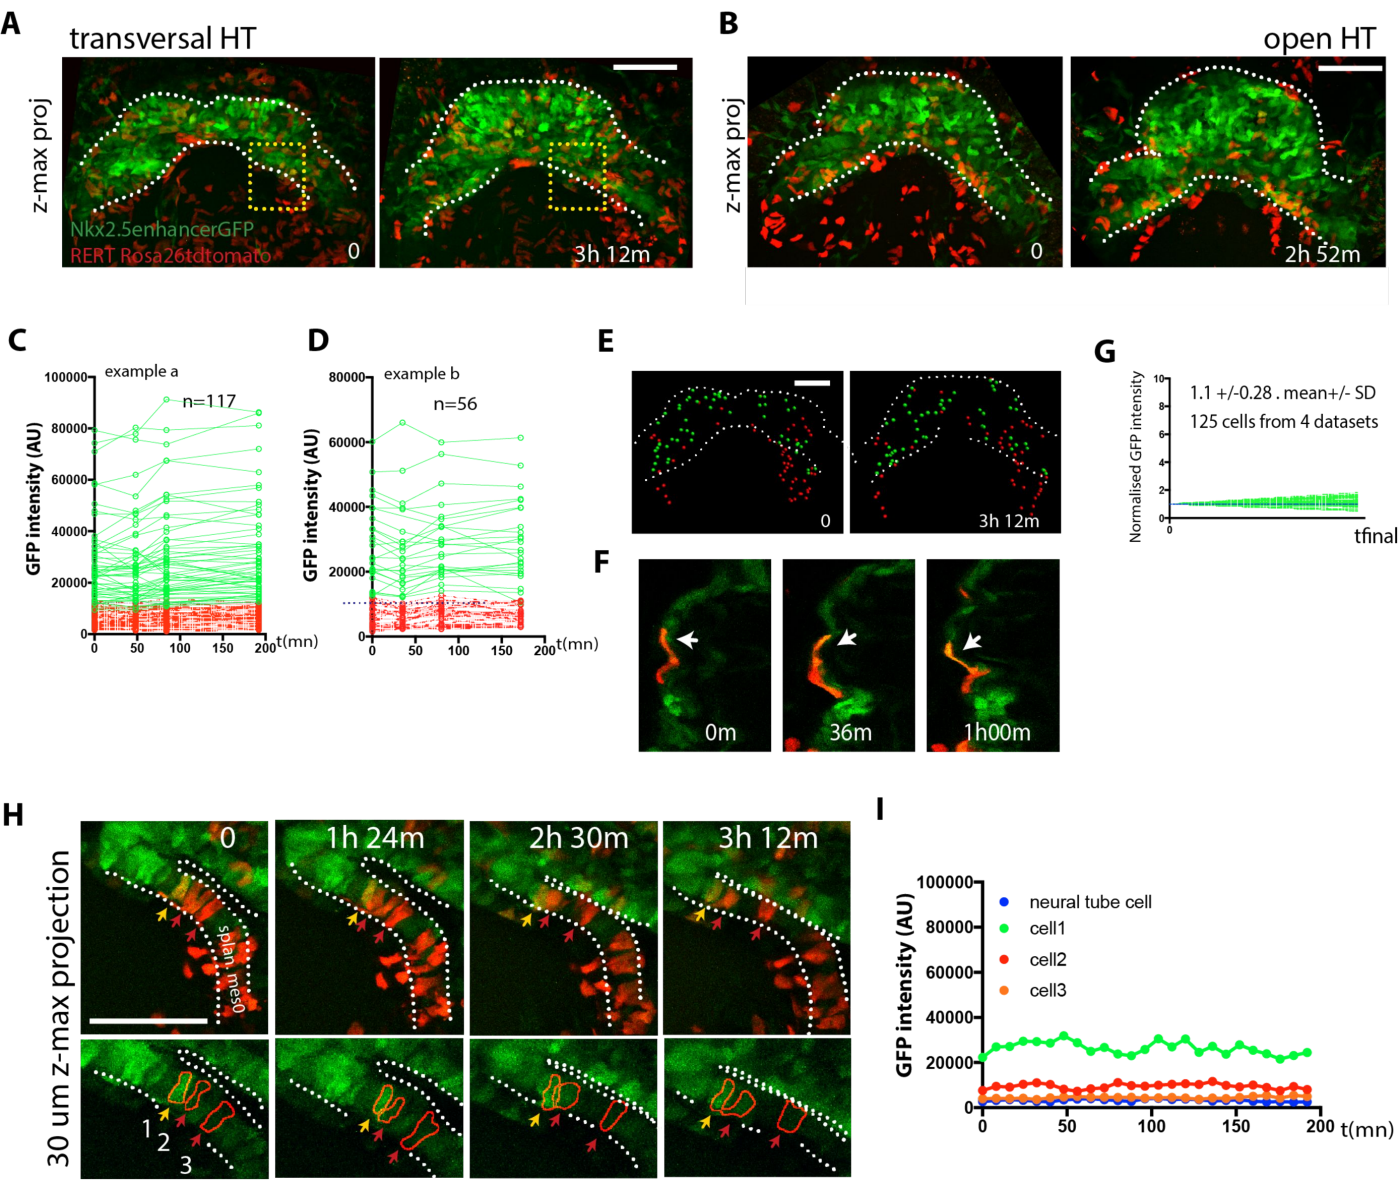 A
transversal HT
B
open HT
z-max proj
Nkx2.5enhancerGFP
RERT Rosa26tdtomato
0
3h 12m
z-max proj
0
2h 52m
C
example a
n=117
GFP intensity (AU)
100000
80000
60000
40000
20000
0
0
50
100
150
200
t(mn)
D
example b
n=56
GFP intensity (AU)
80000
60000
40000
20000
0
0
50
100
150
200
t(mn)
E
0
3h 12m
F
0m
36m
1h00m
G
Normalised GFP intensity
10
8
6
4
2
0
0
1.1 +/-0.28 . mean+/- SD
125 cells from 4 datasets
tfinal
H
30 um z-max projection
0
1h 24m
2h 30m
3h 12m
splan. mes0
1
2
3
I
GFP intensity (AU)
100000
80000
60000
40000
20000
0
0
50
100
150
200
t(mn)
neural tube cell
cell1
cell2
cell3